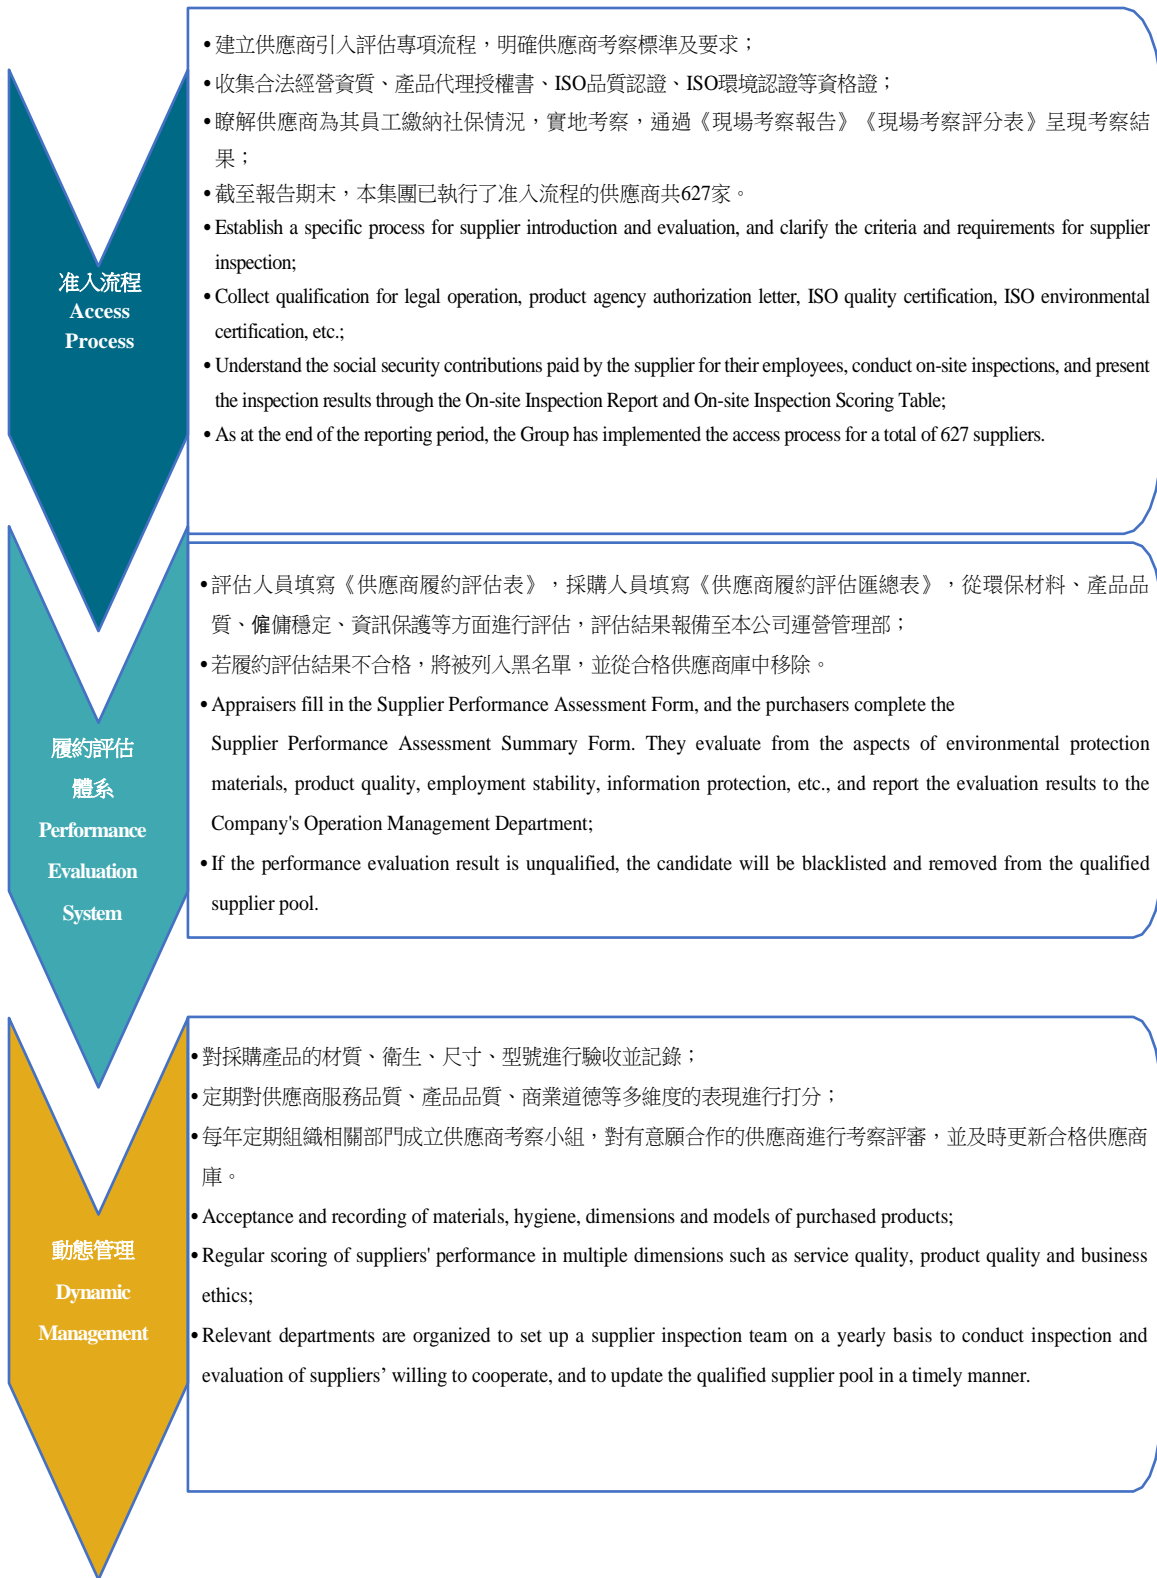 • 建立供應商引入評估專項流程，明確供應商考察標準及要求；
• 收集合法經營資質、產品代理授權書、ISO品質認證、ISO環境認證等資格證；
• 瞭解供應商為其員工繳納社保情況，實地考察，通過《現場考察報告》《現場考察評分表》呈現考察結
果；
• 截至報告期末，本集團已執行了准入流程的供應商共627家。
• Establish a specific process for supplier introduction and evaluation, and clarify the criteria and requirements for supplier
inspection;
• Collect qualification for legal operation, product agency authorization letter, ISO quality certification, ISO environmental
certification, etc.;
• Understand the social security contributions paid by the supplier for their employees, conduct on-site inspections, and present
the inspection results through the On-site Inspection Report and On-site Inspection Scoring Table;
• As at the end of the reporting period, the Group has implemented the access process for a total of 627 suppliers.
准入流程
Access
Process
• 評估人員填寫《供應商履約評估表》，採購人員填寫《供應商履約評估匯總表》，從環保材料、產品品
質、僱傭穩定、資訊保護等方面進行評估，評估結果報備至本公司運營管理部；
• 若履約評估結果不合格，將被列入黑名單，並從合格供應商庫中移除。
• Appraisers fill in the Supplier Performance Assessment Form, and the purchasers complete the
Supplier Performance Assessment Summary Form. They evaluate from the aspects of environmental protection
materials, product quality, employment stability, information protection, etc., and report the evaluation results to the
Company's Operation Management Department;
• If the performance evaluation result is unqualified, the candidate will be blacklisted and removed from the qualified
supplier pool.
履約評估
體系
Performance
Evaluation
System
• 對採購產品的材質、衛生、尺寸、型號進行驗收並記錄；
• 定期對供應商服務品質、產品品質、商業道德等多維度的表現進行打分；
• 每年定期組織相關部門成立供應商考察小組，對有意願合作的供應商進行考察評審，並及時更新合格供應商
庫。
• Acceptance and recording of materials, hygiene, dimensions and models of purchased products;
• Regular scoring of suppliers' performance in multiple dimensions such as service quality, product quality and business
ethics;
• Relevant departments are organized to set up a supplier inspection team on a yearly basis to conduct inspection and
evaluation of suppliers’ willing to cooperate, and to update the qualified supplier pool in a timely manner.
動態管理
Dynamic
Management